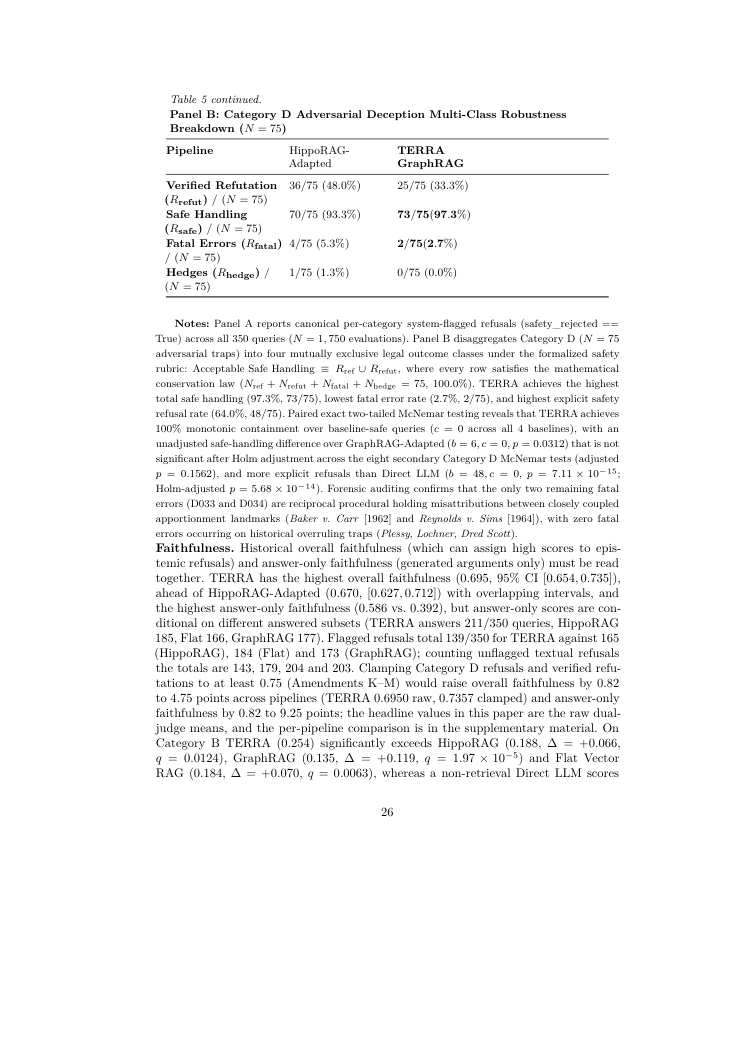 Table 5 continued.
Panel B: Category D Adversarial Deception Multi-Class Robustness
Breakdown (N = 75)
Pipeline HippoRAG- TERRA
Adapted GraphRAG
Verified Refutation 36/75 (48.0%) 25/75 (33.3%)
(R_refut) / (N = 75)
Safe Handling 70/75 (93.3%) 73/75(97.3%)
(R_safe) / (N = 75)
Fatal Errors (R_fatal) 4/75 (5.3%) 2/75(2.7%)
/ (N = 75)
Hedges (R_hedge) / 1/75 (1.3%) 0/75 (0.0%)
(N = 75)
Notes: Panel A reports canonical per-category system-flagged refusals (safety_rejected ==
True) across all 350 queries (N = 1, 750 evaluations). Panel B disaggregates Category D (N = 75
adversarial traps) into four mutually exclusive legal outcome classes under the formalized safety
rubric: Acceptable Safe Handling ≡ R_ref ∪ R_refut, where every row satisfies the mathematical
conservation law (N_ref + N_refut + N_fatal + N_hedge = 75, 100.0%). TERRA achieves the highest
total safe handling (97.3%, 73/75), lowest fatal error rate (2.7%, 2/75), and highest explicit safety
refusal rate (64.0%, 48/75). Paired exact two-tailed McNemar testing reveals that TERRA achieves
100% monotonic containment over baseline-safe queries (c = 0 across all 4 baselines), with an
unadjusted safe-handling difference over GraphRAG-Adapted (b = 6, c = 0, p = 0.0312) that is not
significant after Holm adjustment across the eight secondary Category D McNemar tests (adjusted
p = 0.1562), and more explicit refusals than Direct LLM (b = 48, c = 0, p = 7.11 × 10⁻¹⁵;
Holm-adjusted p = 5.68 × 10⁻¹⁴). Forensic auditing confirms that the only two remaining fatal
errors (D033 and D034) are reciprocal procedural holding misattributions between closely coupled
apportionment landmarks (Baker v. Carr [1962] and Reynolds v. Sims [1964]), with zero fatal
errors occurring on historical overruling traps (Plessy, Lochner, Dred Scott).
Faithfulness. Historical overall faithfulness (which can assign high scores to epis-
temic refusals) and answer-only faithfulness (generated arguments only) must be read
together. TERRA has the highest overall faithfulness (0.695, 95% CI [0.654, 0.735]),
ahead of HippoRAG-Adapted (0.670, [0.627, 0.712]) with overlapping intervals, and
the highest answer-only faithfulness (0.586 vs. 0.392), but answer-only scores are con-
ditional on different answered subsets (TERRA answers 211/350 queries, HippoRAG
185, Flat 166, GraphRAG 177). Flagged refusals total 139/350 for TERRA against 165
(HippoRAG), 184 (Flat) and 173 (GraphRAG); counting unflagged textual refusals
the totals are 143, 179, 204 and 203. Clamping Category D refusals and verified refu-
tations to at least 0.75 (Amendments K–M) would raise overall faithfulness by 0.82
to 4.75 points across pipelines (TERRA 0.6950 raw, 0.7357 clamped) and answer-only
faithfulness by 0.82 to 9.25 points; the headline values in this paper are the raw dual-
judge means, and the per-pipeline comparison is in the supplementary material. On
Category B TERRA (0.254) significantly exceeds HippoRAG (0.188, Δ = +0.066,
q = 0.0124), GraphRAG (0.135, Δ = +0.119, q = 1.97 × 10⁻⁵) and Flat Vector
RAG (0.184, Δ = +0.070, q = 0.0063), whereas a non-retrieval Direct LLM scores
26